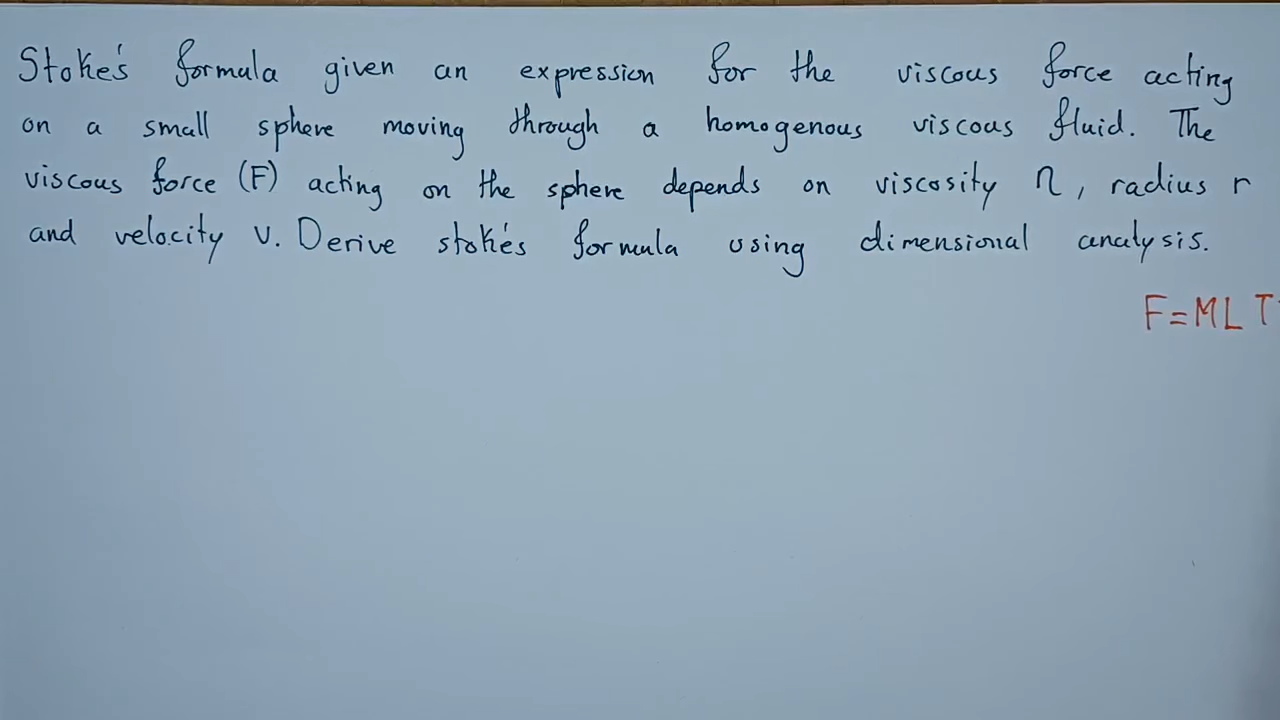 Stoke's formula given an expression for the viscous force acting
on a small sphere moving through a homogenous viscous fluid. The
viscous force (F) acting on the sphere depends on viscosity η, radius r
and velocity v. Derive stoke's formula using dimensional analysis.
F=MLT